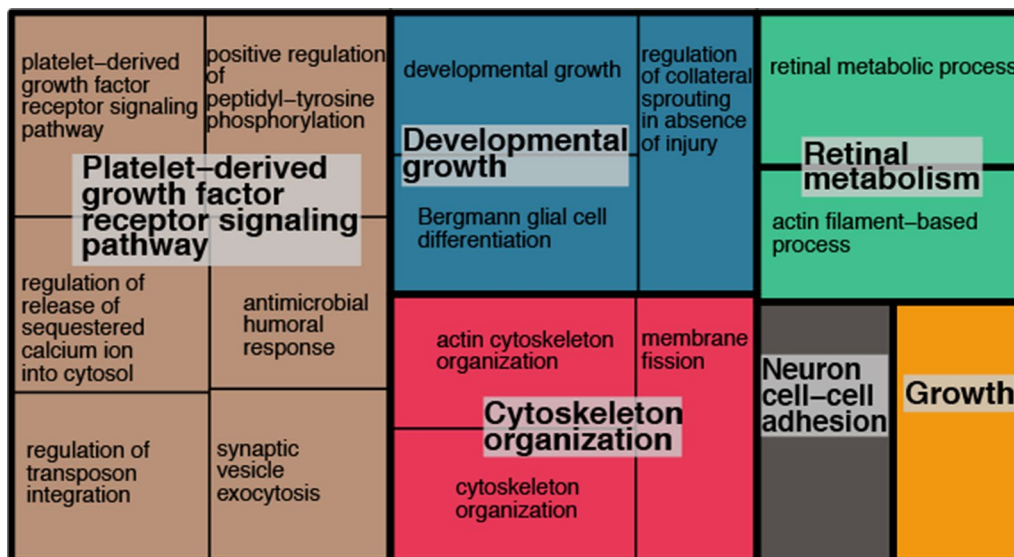 platelet–derived
growth factor
receptor signaling
pathway
positive regulation
of
peptidyl–tyrosine
phosphorylation
Platelet–derived
growth factor
receptor signaling
pathway
regulation of
release of
sequestered
calcium ion
into cytosol
antimicrobial
humoral
response
regulation of
transposon
integration
synaptic
vesicle
exocytosis
developmental growth
regulation
of collateral
sprouting
in absence
of injury
Developmental
growth
Bergmann glial cell
differentiation
actin cytoskeleton
organization
membrane
fission
Cytoskeleton
organization
cytoskeleton
organization
retinal metabolic process
Retinal
metabolism
actin filament–based
process
Neuron
cell–cell
adhesion
Growth